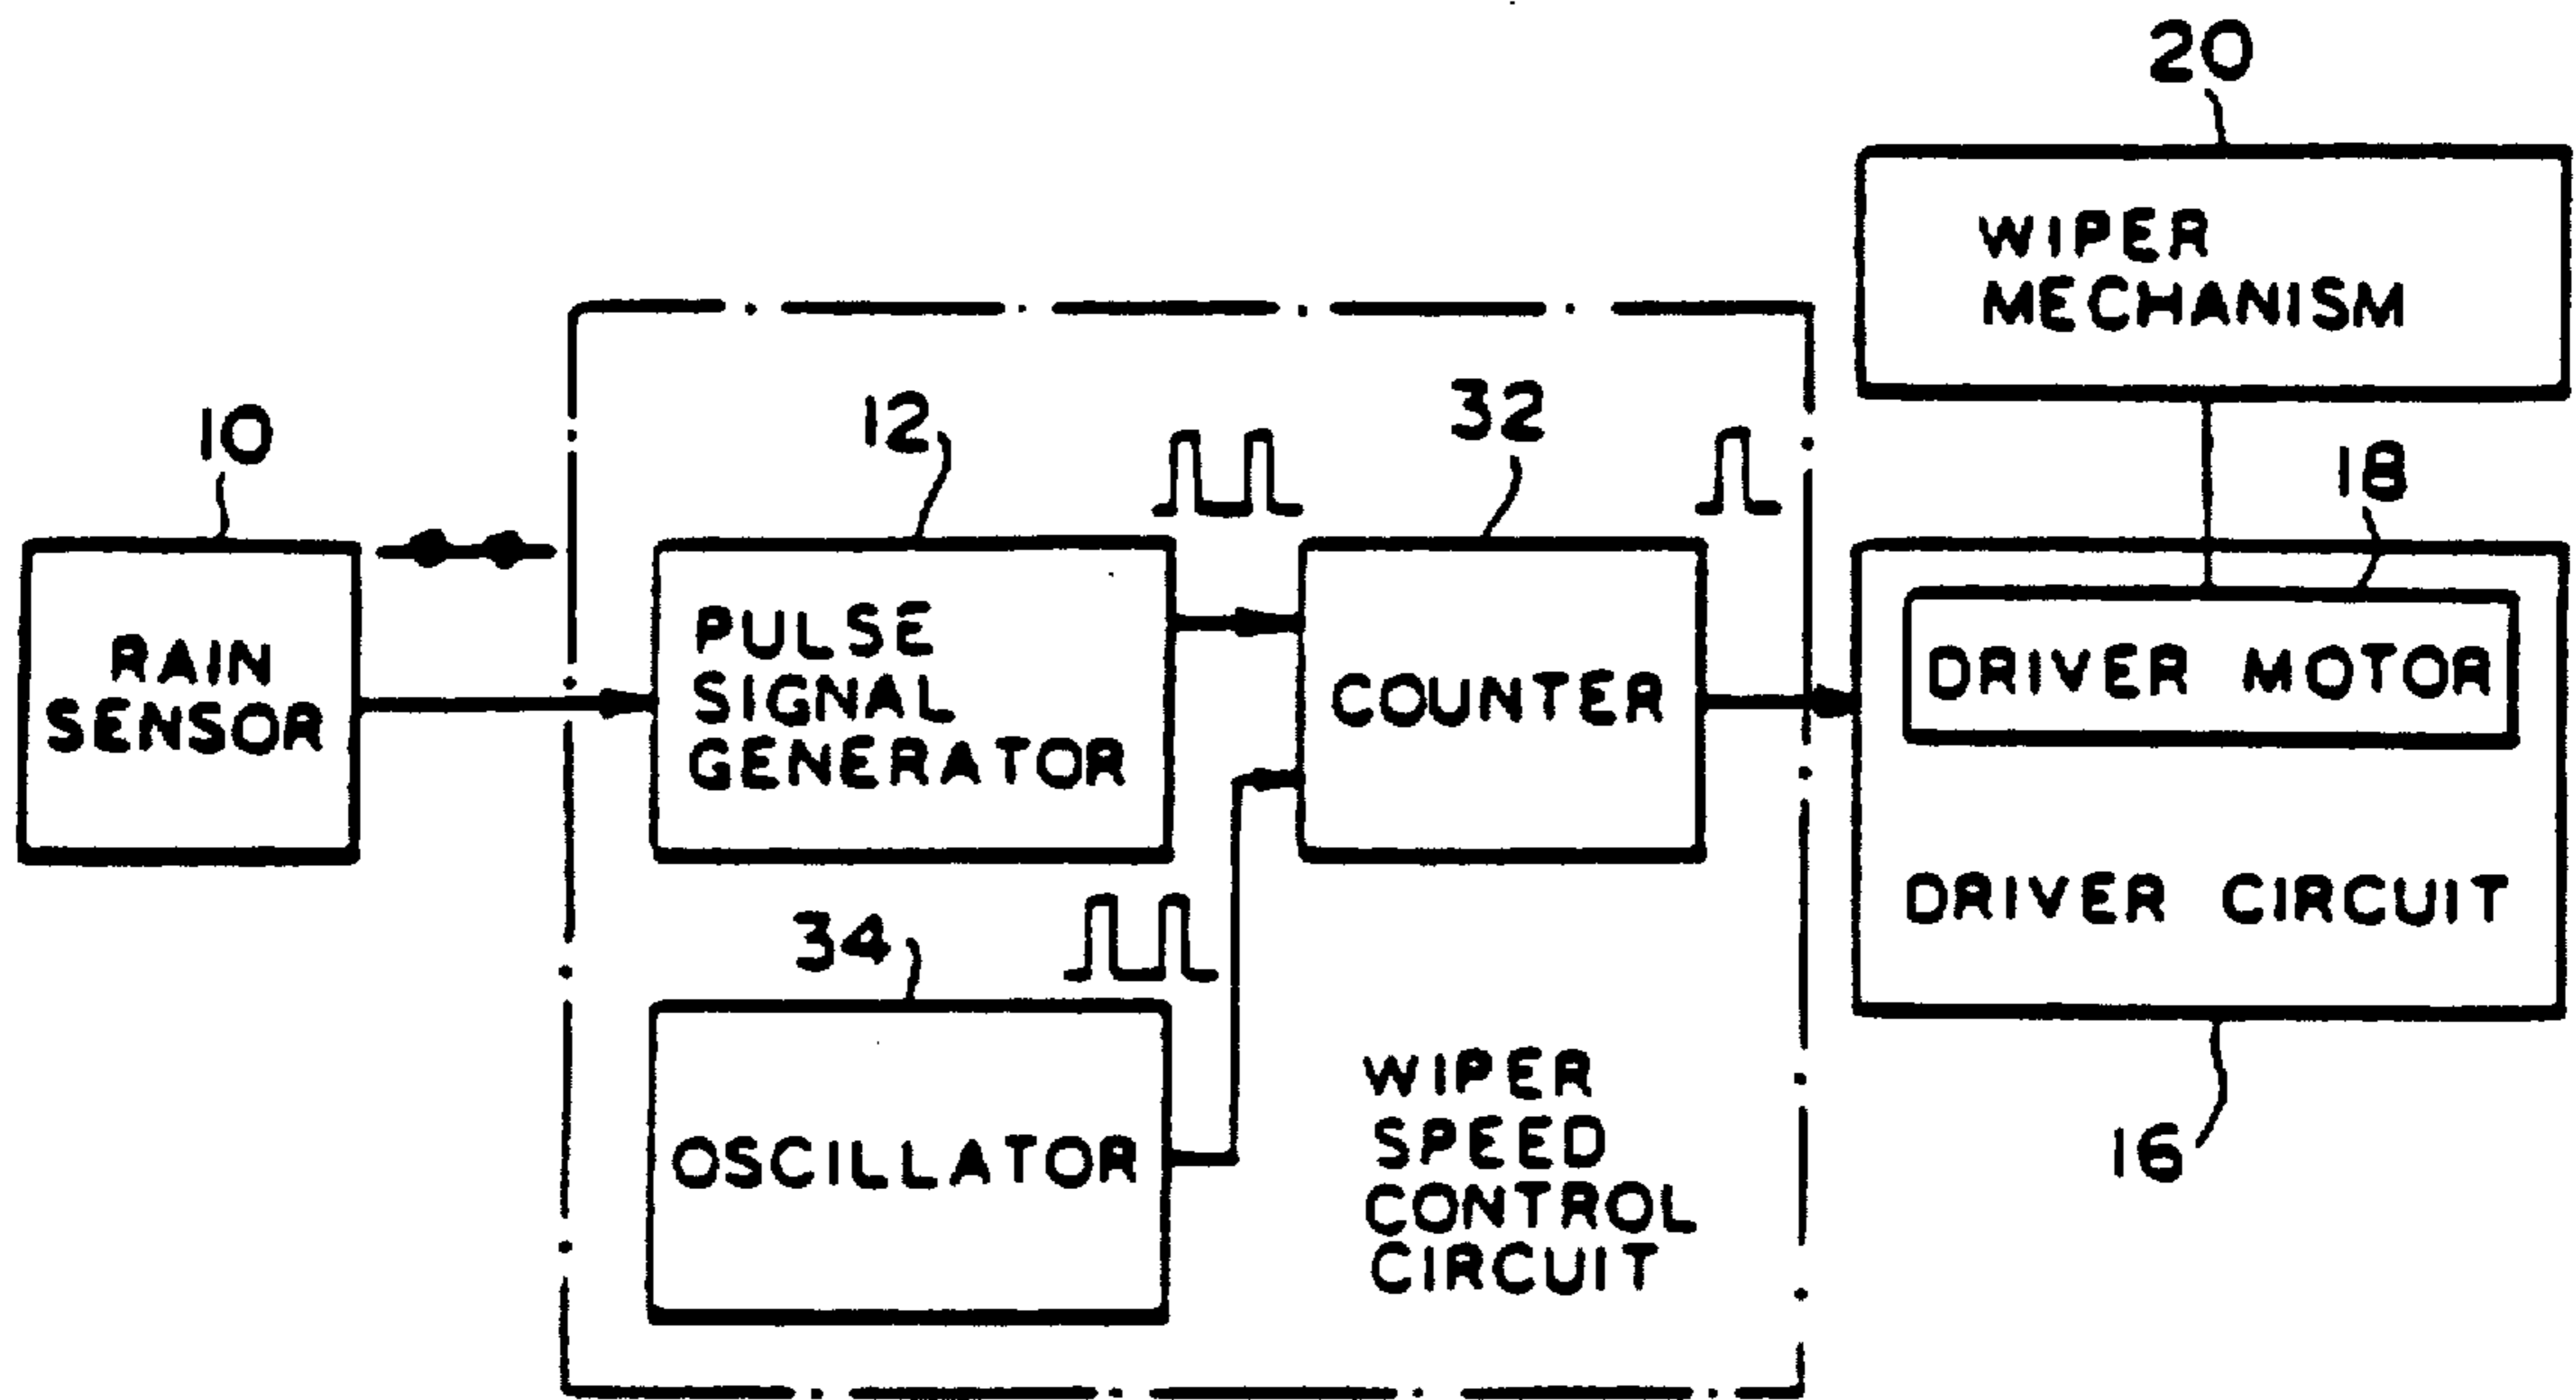 20
WIPER
MECHANISM
10
12
32
18
RAIN
SENSOR
PULSE
SIGNAL
GENERATOR
COUNTER
DRIVER MOTOR
DRIVER CIRCUIT
34
OSCILLATOR
WIPER
SPEED
CONTROL
CIRCUIT
16